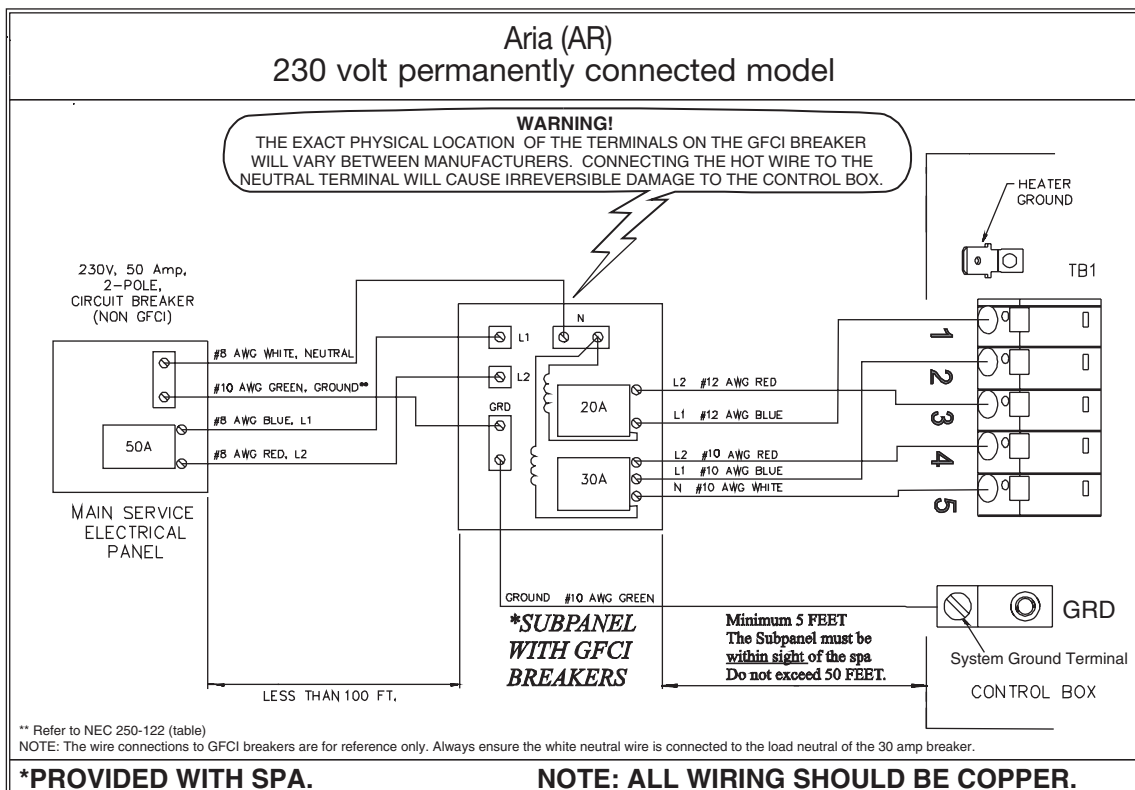 Aria (AR)
230 volt permanently connected model
WARNING!
THE EXACT PHYSICAL LOCATION OF THE TERMINALS ON THE GFCI BREAKER
WILL VARY BETWEEN MANUFACTURERS. CONNECTING THE HOT WIRE TO THE
NEUTRAL TERMINAL WILL CAUSE IRREVERSIBLE DAMAGE TO THE CONTROL BOX.
HEATER
GROUND
TB1
230V, 50 Amp,
2-POLE,
CIRCUIT BREAKER
(NON GFCI)
#8 AWG WHITE, NEUTRAL
#10 AWG GREEN, GROUND**
#8 AWG BLUE, L1
#8 AWG RED, L2
50A
MAIN SERVICE
ELECTRICAL
PANEL
N
L1
L2
GRD
20A
30A
L2 #12 AWG RED
L1 #12 AWG BLUE
L2 #10 AWG RED
L1 #10 AWG BLUE
N #10 AWG WHITE
1
2
3
4
5
GROUND #10 AWG GREEN
*SUBPANEL
WITH GFCI
BREAKERS
Minimum 5 FEET
The Subpanel must be
within sight of the spa
Do not exceed 50 FEET.
GRD
System Ground Terminal
CONTROL BOX
LESS THAN 100 FT.
** Refer to NEC 250-122 (table)
NOTE: The wire connections to GFCI breakers are for reference only. Always ensure the white neutral wire is connected to the load neutral of the 30 amp breaker.
*PROVIDED WITH SPA.
NOTE: ALL WIRING SHOULD BE COPPER.